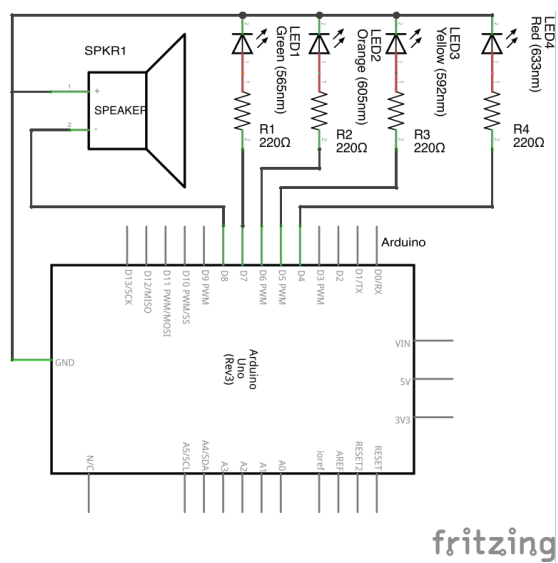 SPKR1
1
+
SPEAKER
2
-
LED1
Green (565nm)
LED2
Orange (605nm)
LED3
Yellow (592nm)
LED4
Red (633nm)
R1
220Ω
R2
220Ω
R3
220Ω
R4
220Ω
Arduino
D13/SCK
D12/MISO
D11 PWM/MOSI
D10 PWM/SS
D9 PWM
D8
D7
D6 PWM
D5 PWM
D4
D3 PWM
D2
D1/TX
D0/RX
Arduino
Uno
(Rev3)
GND
VIN
5V
3V3
N/C
A5/SCL
A4/SDA
A3
A2
A1
A0
ioref
AREF
RESET2
RESET
fritzing